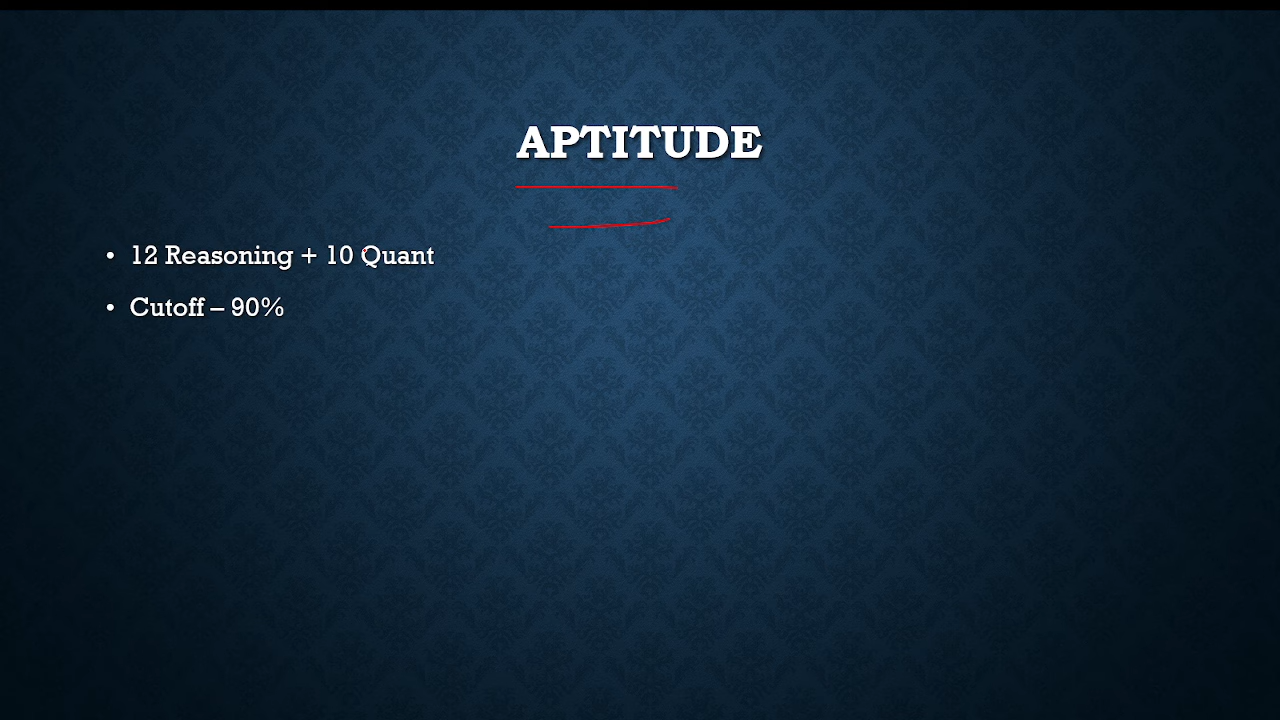 APTITUDE
• 12 Reasoning + 10 Quant
• Cutoff – 90%